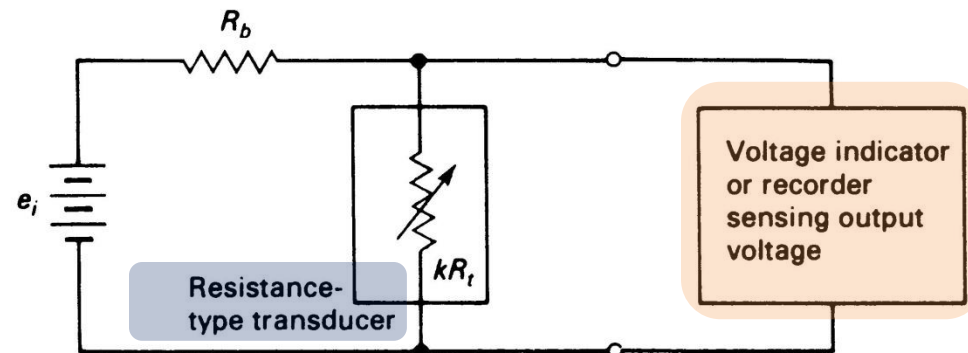 R_b
e_i
kR_t
Resistance-
type transducer
Voltage indicator
or recorder
sensing output
voltage